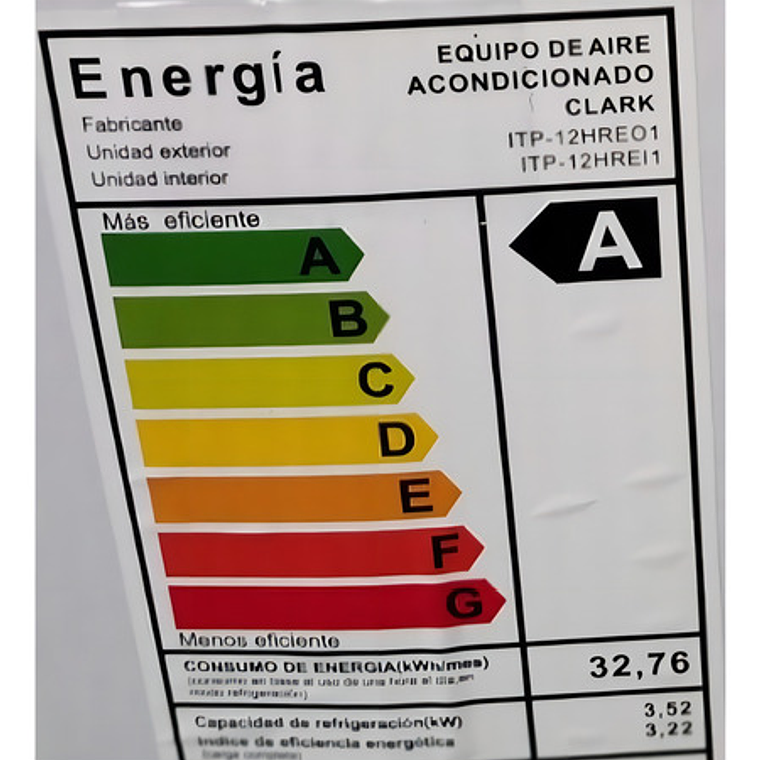 Energía
EQUIPO DE AIRE
ACONDICIONADO
CLARK
Fabricante
Unidad exterior ITP-12HREO1
Unidad interior ITP-12HREI1
Más eficiente
A
A
B
C
D
E
F
G
Menos eficiente
CONSUMO DE ENERGIA(kWh/mes) 32,76
Capacidad de refrigeración(kW) 3,52
Indice de eficiencia energética 3,22
(carga completa)